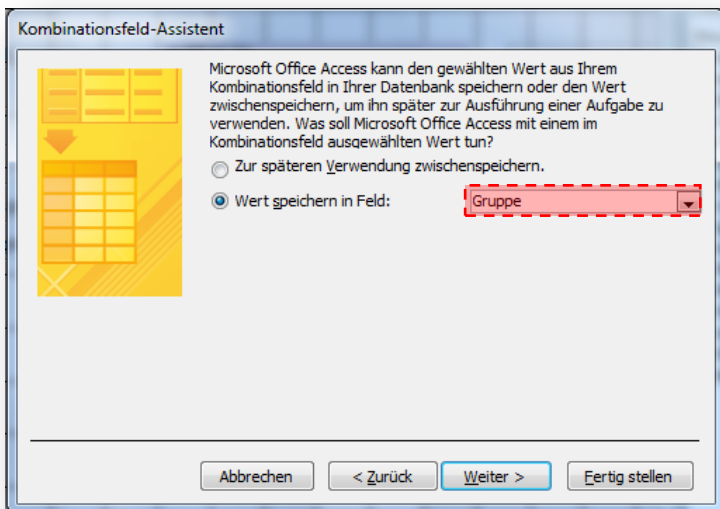 Kombinationsfeld-Assistent
Microsoft Office Access kann den gewählten Wert aus Ihrem
Kombinationsfeld in Ihrer Datenbank speichern oder den Wert
zwischenspeichern, um ihn später zur Ausführung einer Aufgabe zu
verwenden. Was soll Microsoft Office Access mit einem im
Kombinationsfeld ausgewählten Wert tun?
Zur späteren Verwendung zwischenspeichern.
Wert speichern in Feld: Gruppe
Abbrechen < Zurück Weiter > Fertig stellen